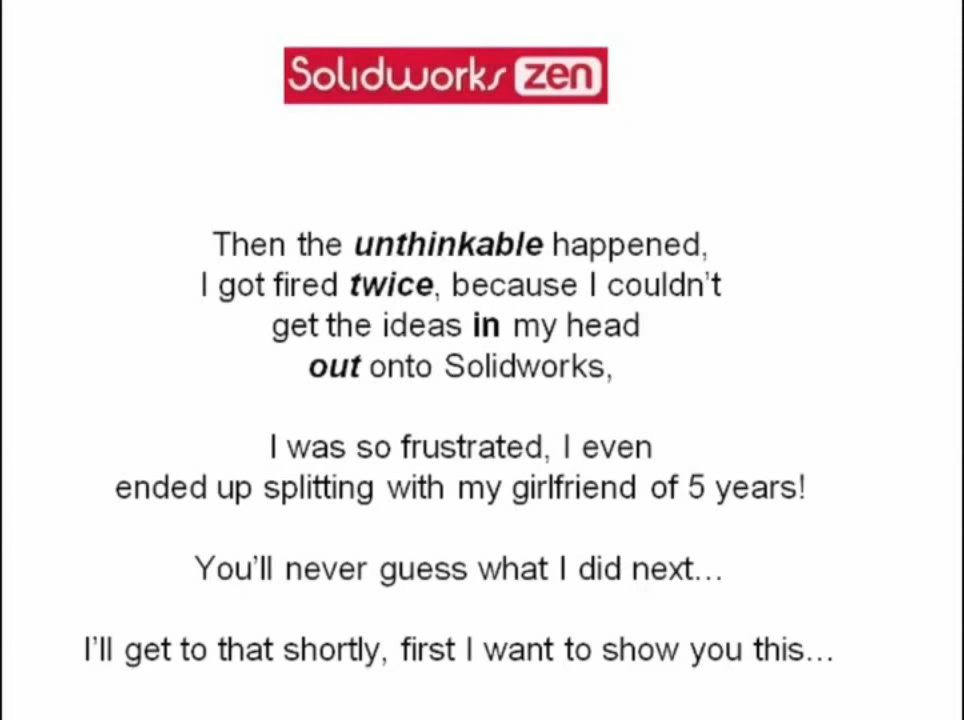 Solidworks zen
Then the unthinkable happened,
I got fired twice, because I couldn't
get the ideas in my head
out onto Solidworks,
I was so frustrated, I even
ended up splitting with my girlfriend of 5 years!
You'll never guess what I did next...
I'll get to that shortly, first I want to show you this...